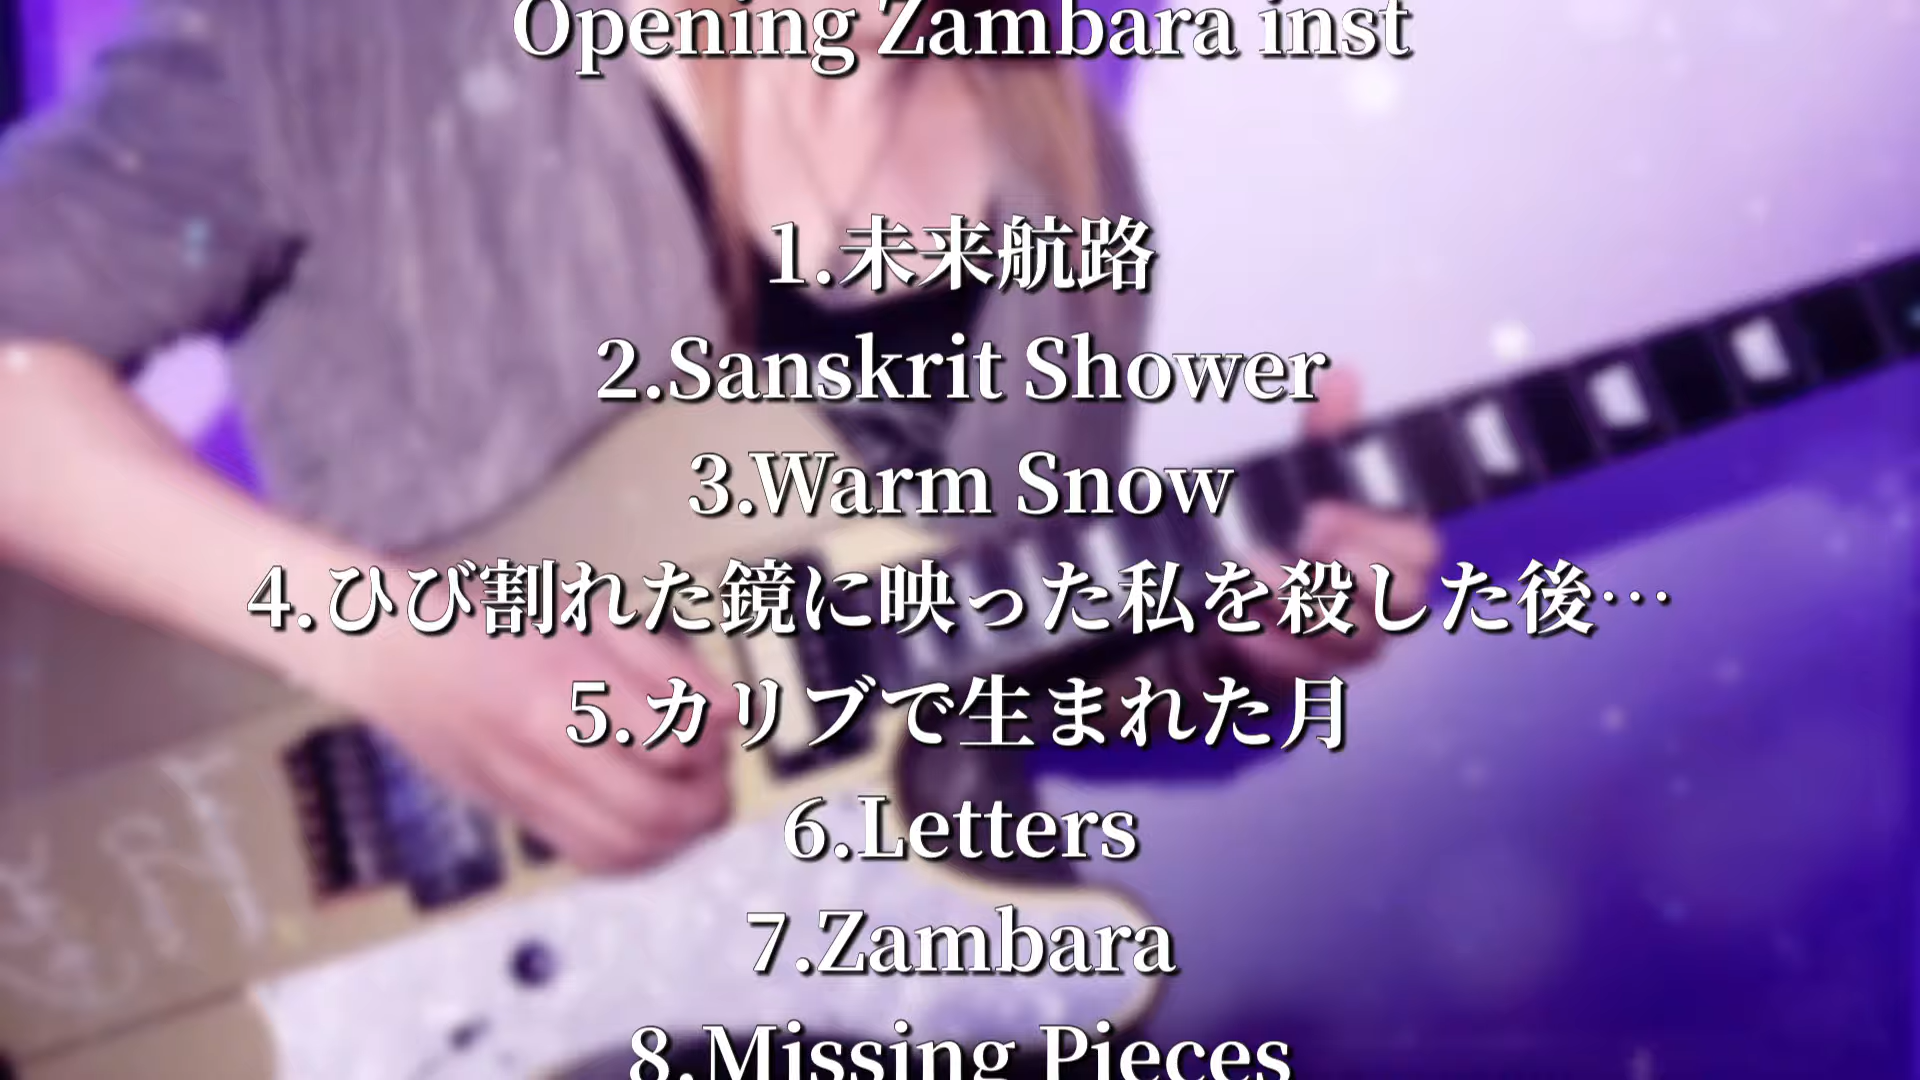 Opening Zambara inst
1.未来航路
2.Sanskrit Shower
3.Warm Snow
4.ひび割れた鏡に映った私を殺した後…
5.カリブで生まれた月
6.Letters
7.Zambara
8.Missing Pieces